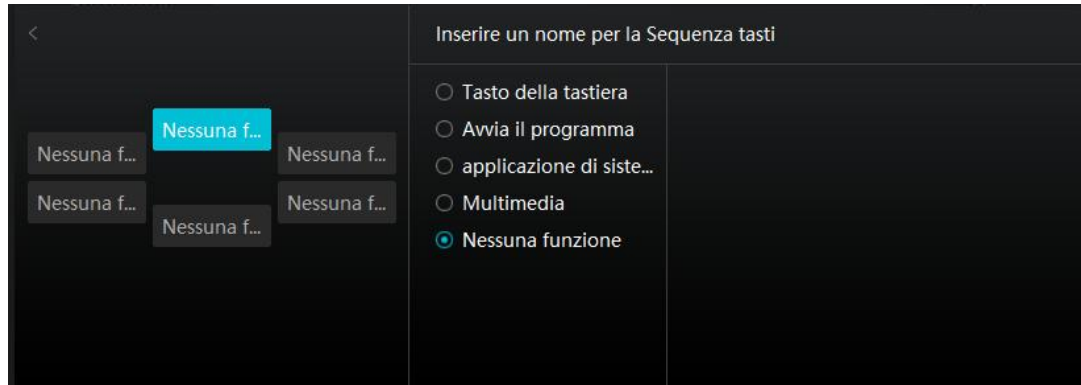 Inserire un nome per la Sequenza tasti
Nessuna f...
Nessuna f...
Nessuna f...
Nessuna f...
Nessuna f...
Nessuna f...
Tasto della tastiera
Avvia il programma
applicazione di siste...
Multimedia
Nessuna funzione